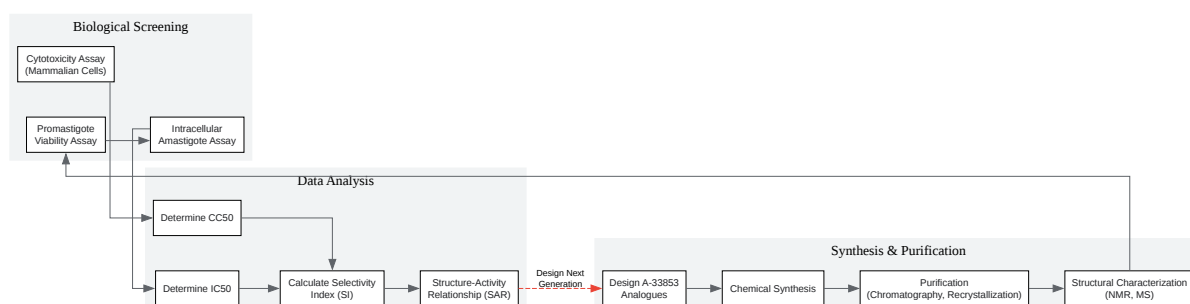 Biological Screening
Cytotoxicity Assay
(Mammalian Cells)
Promastigote
Viability Assay
Intracellular
Amastigote Assay
Data Analysis
Determine CC50
Determine IC50
Calculate Selectivity
Index (SI)
Structure-Activity
Relationship (SAR)
Design Next
Generation
Synthesis & Purification
Design A-33853
Analogues
Chemical Synthesis
Purification
(Chromatography, Recrystallization)
Structural Characterization
(NMR, MS)